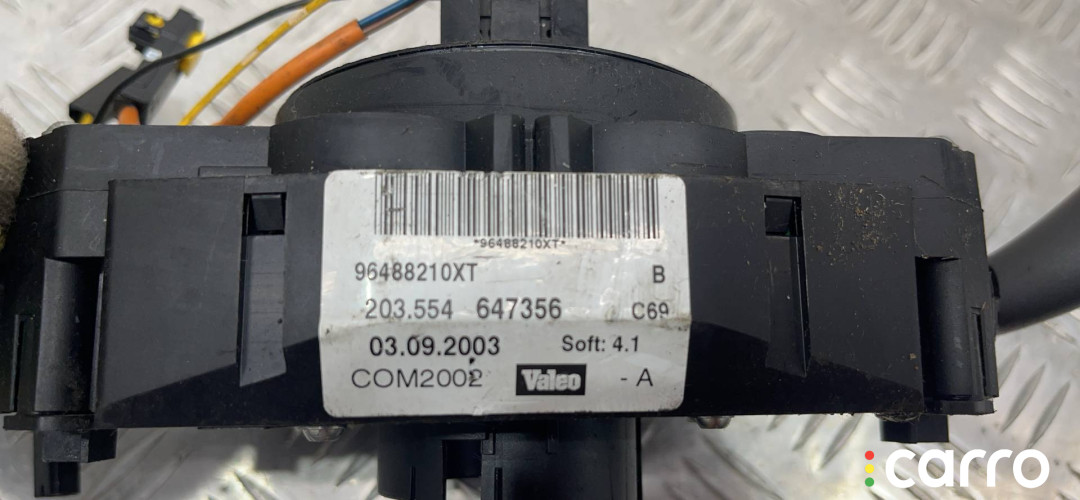 H
*96488210XT*
96488210XT B
203.554 647356 C69
03.09.2003 Soft: 4.1
COM2002 Valeo - A
carro